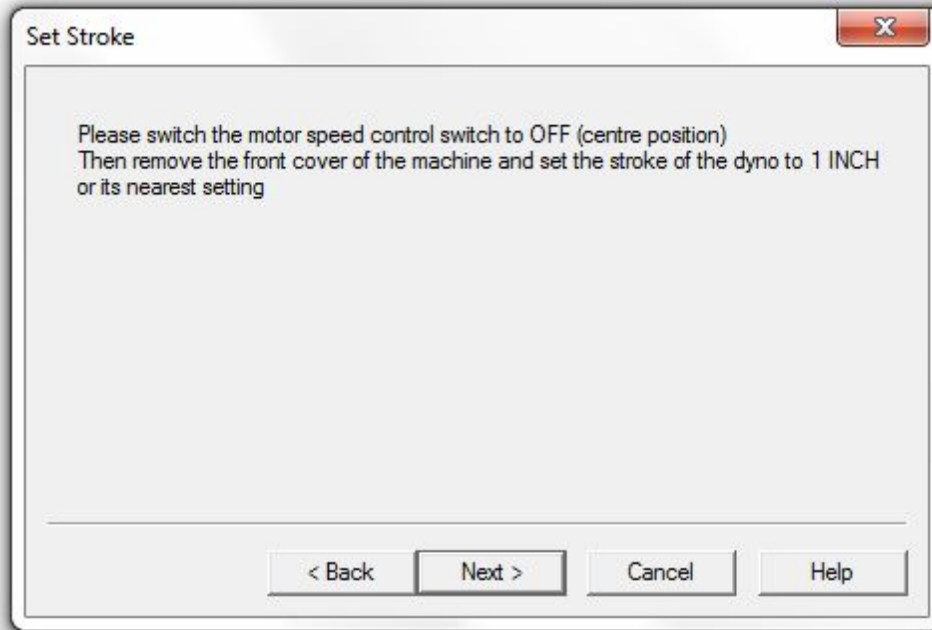 Set Stroke
Please switch the motor speed control switch to OFF (centre position)
Then remove the front cover of the machine and set the stroke of the dyno to 1 INCH
or its nearest setting
< Back Next > Cancel Help